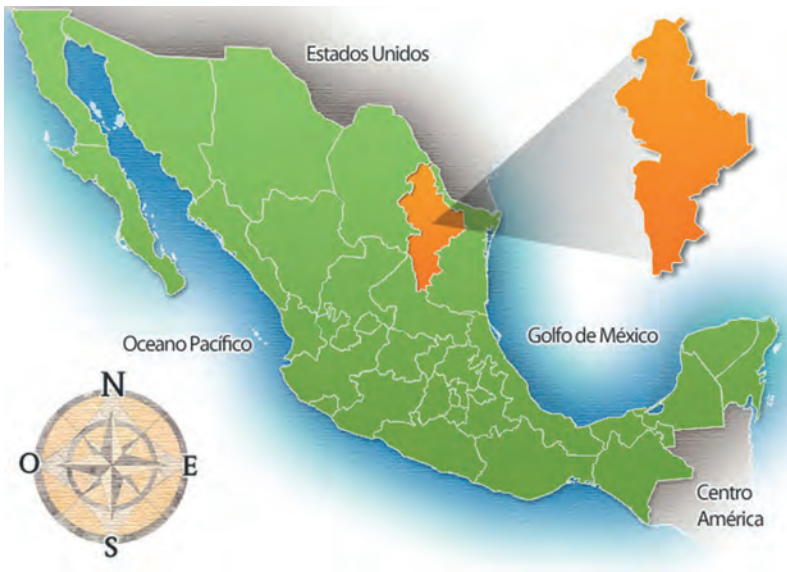 Estados Unidos
Golfo de México
Oceano Pacífico
N
O
E
S
Centro
América